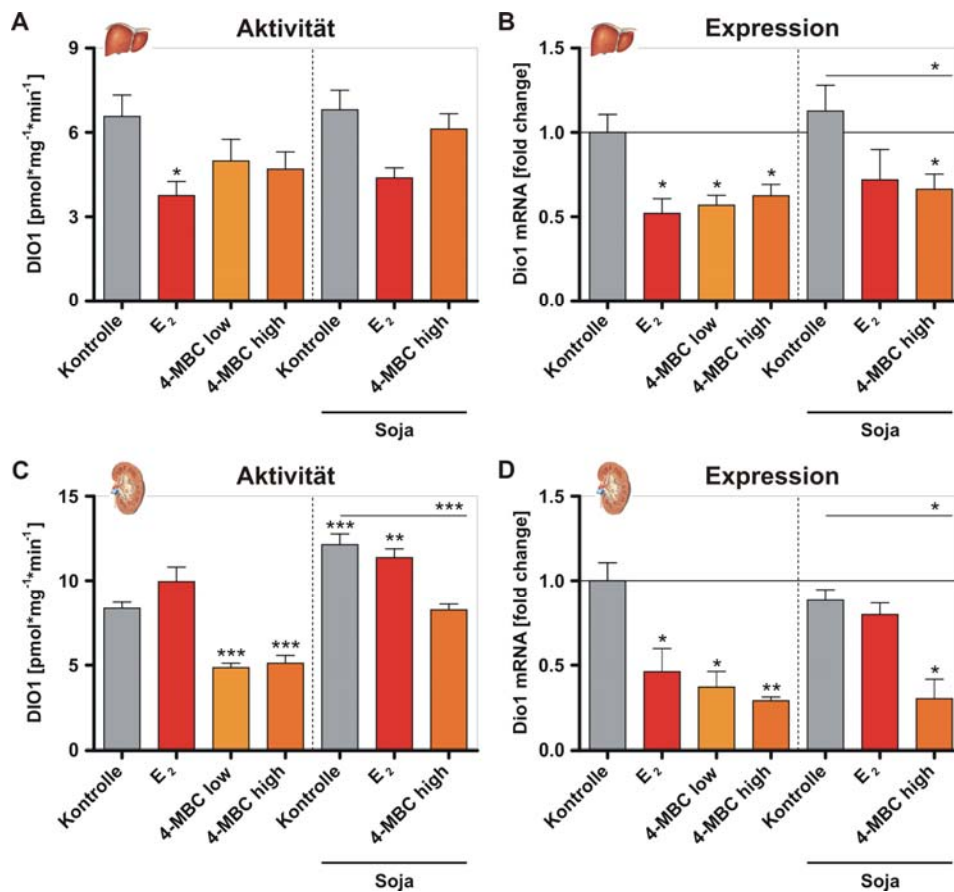 A
Aktivität
DIO1 [pmol*mg⁻¹*min⁻¹]
9
6
3
0
*
Kontrolle
E₂
4-MBC low
4-MBC high
Kontrolle
E₂
4-MBC high
Soja
B
Expression
Dio1 mRNA [fold change]
1.5
1.0
0.5
0.0
*
*
*
*
*
Kontrolle
E₂
4-MBC low
4-MBC high
Kontrolle
E₂
4-MBC high
Soja
C
Aktivität
DIO1 [pmol*mg⁻¹*min⁻¹]
15
10
5
0
***
***
***
**
***
Kontrolle
E₂
4-MBC low
4-MBC high
Kontrolle
E₂
4-MBC high
Soja
D
Expression
Dio1 mRNA [fold change]
1.5
1.0
0.5
0.0
*
*
*
**
*
Kontrolle
E₂
4-MBC low
4-MBC high
Kontrolle
E₂
4-MBC high
Soja